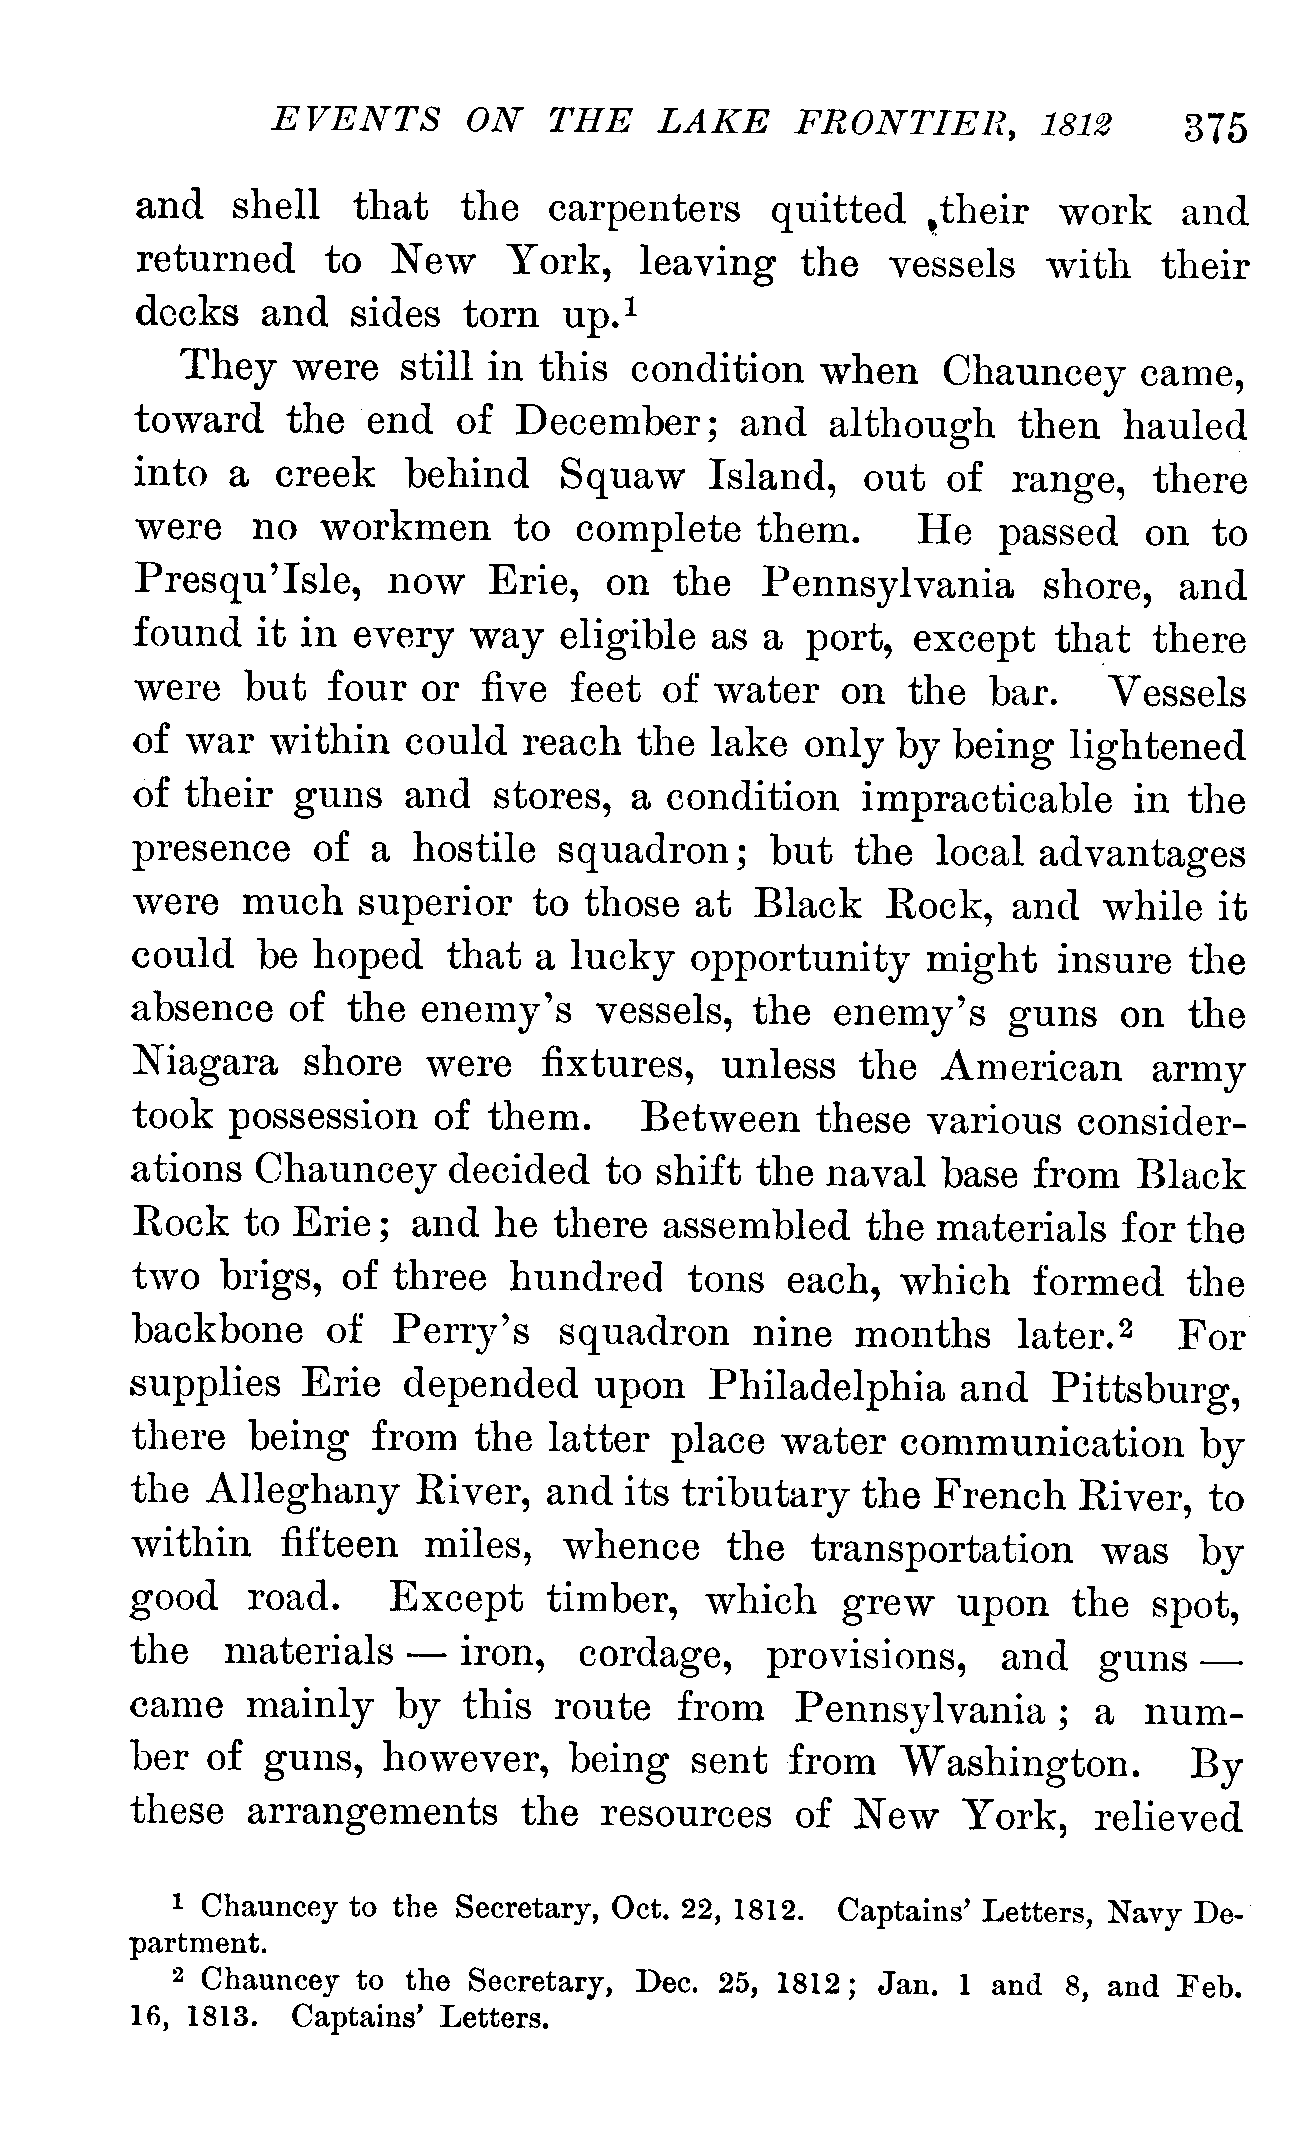 EVENTS ON THE LAKE FRONTIER, 1812 375
and shell that the carpenters quitted their work and
returned to New York, leaving the vessels with their
decks and sides torn up.¹
They were still in this condition when Chauncey came,
toward the end of December; and although then hauled
into a creek behind Squaw Island, out of range, there
were no workmen to complete them. He passed on to
Presqu'Isle, now Erie, on the Pennsylvania shore, and
found it in every way eligible as a port, except that there
were but four or five feet of water on the bar. Vessels
of war within could reach the lake only by being lightened
of their guns and stores, a condition impracticable in the
presence of a hostile squadron; but the local advantages
were much superior to those at Black Rock, and while it
could be hoped that a lucky opportunity might insure the
absence of the enemy's vessels, the enemy's guns on the
Niagara shore were fixtures, unless the American army
took possession of them. Between these various consider-
ations Chauncey decided to shift the naval base from Black
Rock to Erie; and he there assembled the materials for the
two brigs, of three hundred tons each, which formed the
backbone of Perry's squadron nine months later.² For
supplies Erie depended upon Philadelphia and Pittsburg,
there being from the latter place water communication by
the Alleghany River, and its tributary the French River, to
within fifteen miles, whence the transportation was by
good road. Except timber, which grew upon the spot,
the materials — iron, cordage, provisions, and guns —
came mainly by this route from Pennsylvania; a num-
ber of guns, however, being sent from Washington. By
these arrangements the resources of New York, relieved
¹ Chauncey to the Secretary, Oct. 22, 1812. Captains' Letters, Navy De-
partment.
² Chauncey to the Secretary, Dec. 25, 1812; Jan. 1 and 8, and Feb.
16, 1813. Captains' Letters.